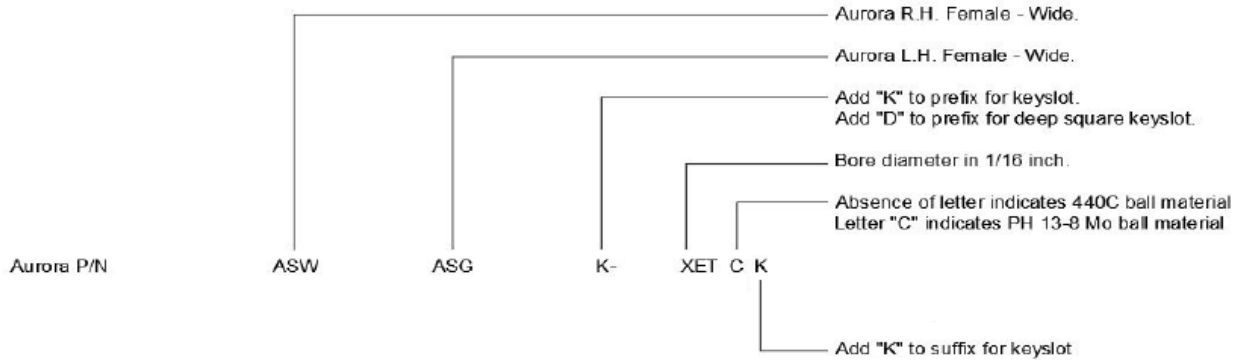 Aurora R.H. Female - Wide.
Aurora L.H. Female - Wide.
Add "K" to prefix for keyslot.
Add "D" to prefix for deep square keyslot.
Bore diameter in 1/16 inch.
Absence of letter indicates 440C ball material
Letter "C" indicates PH 13-8 Mo ball material
Aurora P/N ASW ASG K- XET C K
Add "K" to suffix for keyslot